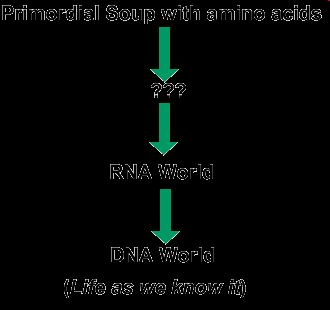 Primordial Soup with amino acids
???
RNA World
DNA World
(Life as we know it)